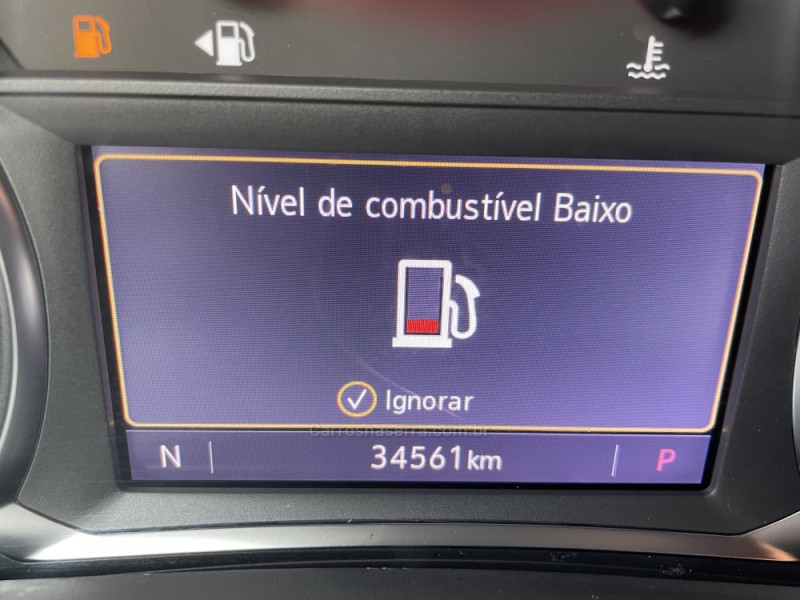 Nível de combustível Baixo
Ignorar
Carrosnaserra.com.br
N 34561km P